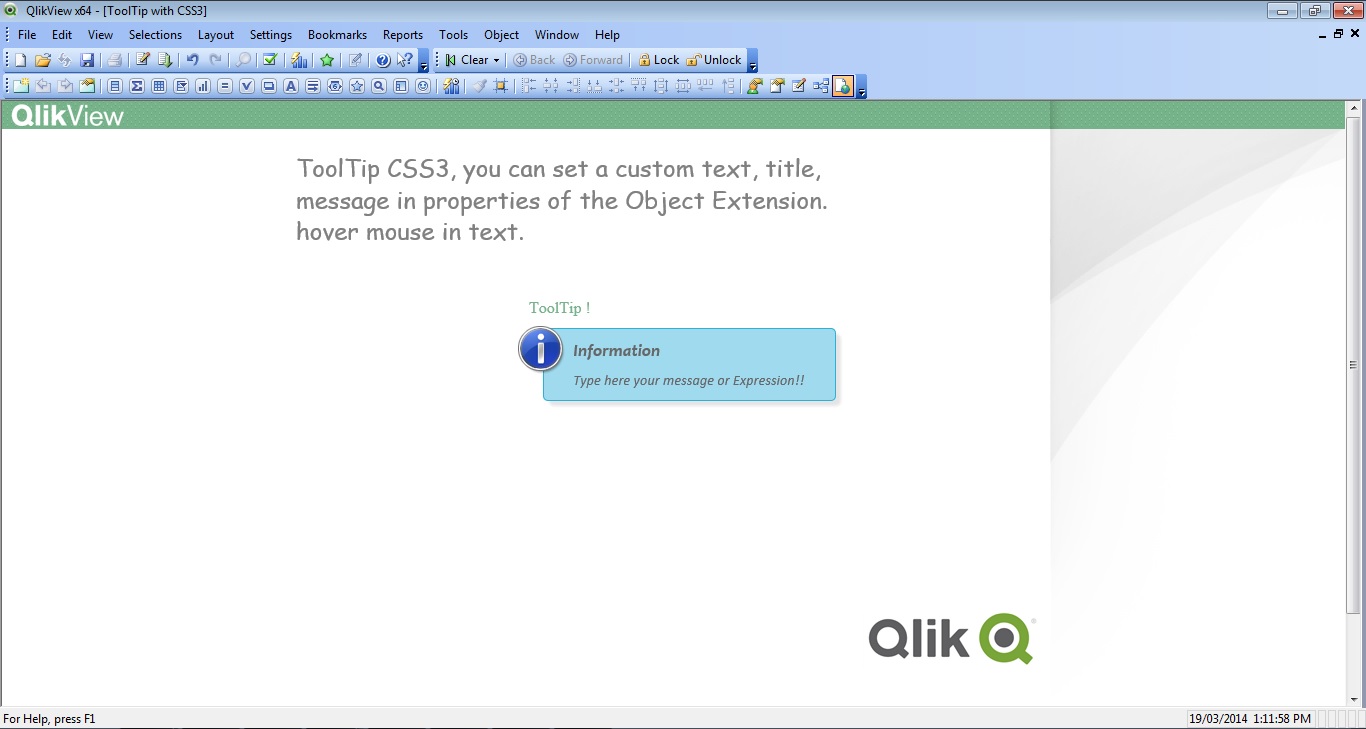 QlikView x64 - [ToolTip with CSS3]
File Edit View Selections Layout Settings Bookmarks Reports Tools Object Window Help
Clear Back Forward Lock Unlock
QlikView
ToolTip CSS3, you can set a custom text, title,
message in properties of the Object Extension.
hover mouse in text.
ToolTip !
Information
Type here your message or Expression!!
Qlik
For Help, press F1
19/03/2014 1:11:58 PM